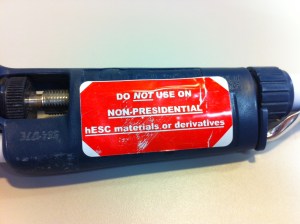 DO NOT USE ON
NON-PRESIDENTIAL
hESC materials or derivatives